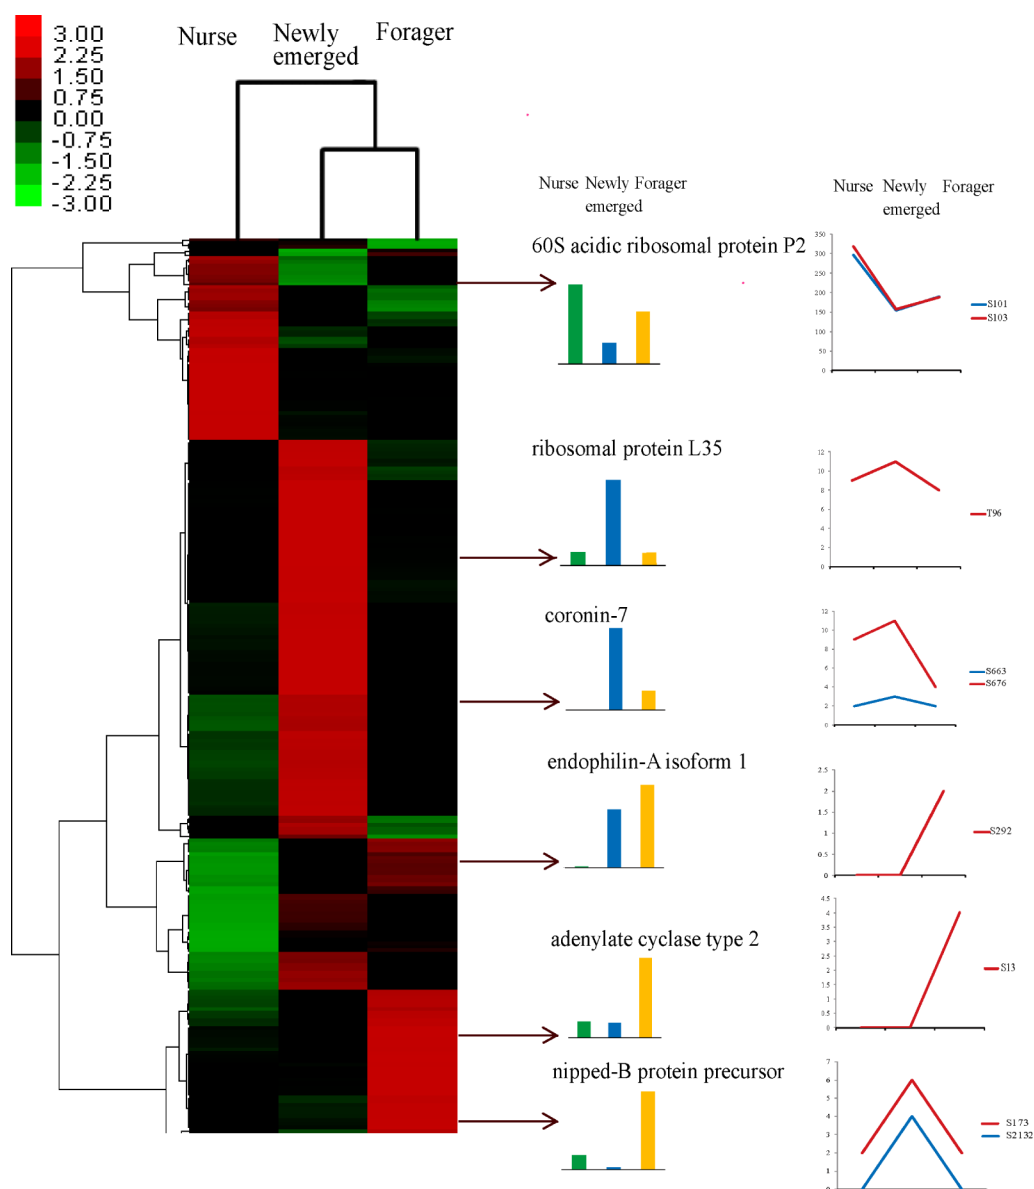 3.00
2.25
1.50
0.75
0.00
-0.75
-1.50
-2.25
-3.00
Nurse
Newly
emerged
Forager
Nurse Newly Forager
emerged
Nurse Newly Forager
emerged
60S acidic ribosomal protein P2
350
300
250
200
150
100
50
0
S101
S103
ribosomal protein L35
12
10
8
6
4
2
0
T96
coronin-7
12
10
8
6
4
2
0
S663
S676
endophilin-A isoform 1
2.5
2
1.5
1
0.5
0
S292
adenylate cyclase type 2
4.5
4
3.5
3
2.5
2
1.5
1
0.5
0
S13
nipped-B protein precursor
7
6
5
4
3
2
1
0
S173
S2132